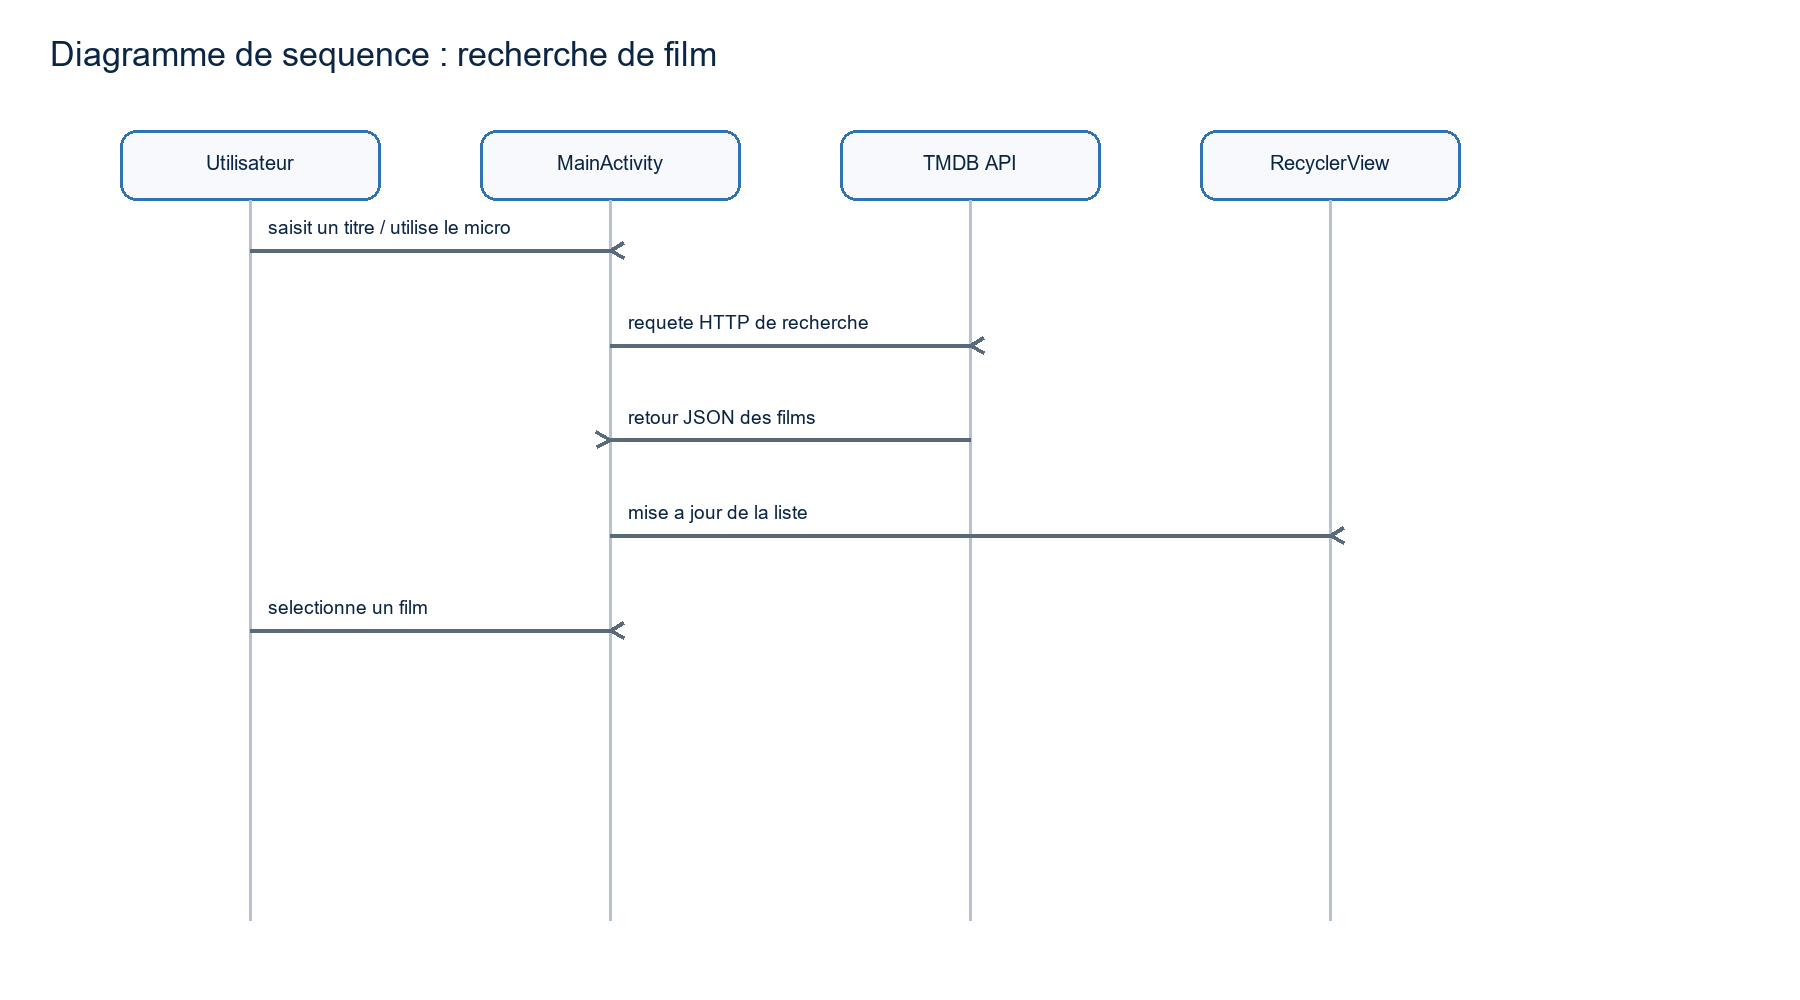 Diagramme de sequence : recherche de film
Utilisateur
MainActivity
TMDB API
RecyclerView
saisit un titre / utilise le micro
requete HTTP de recherche
retour JSON des films
mise a jour de la liste
selectionne un film